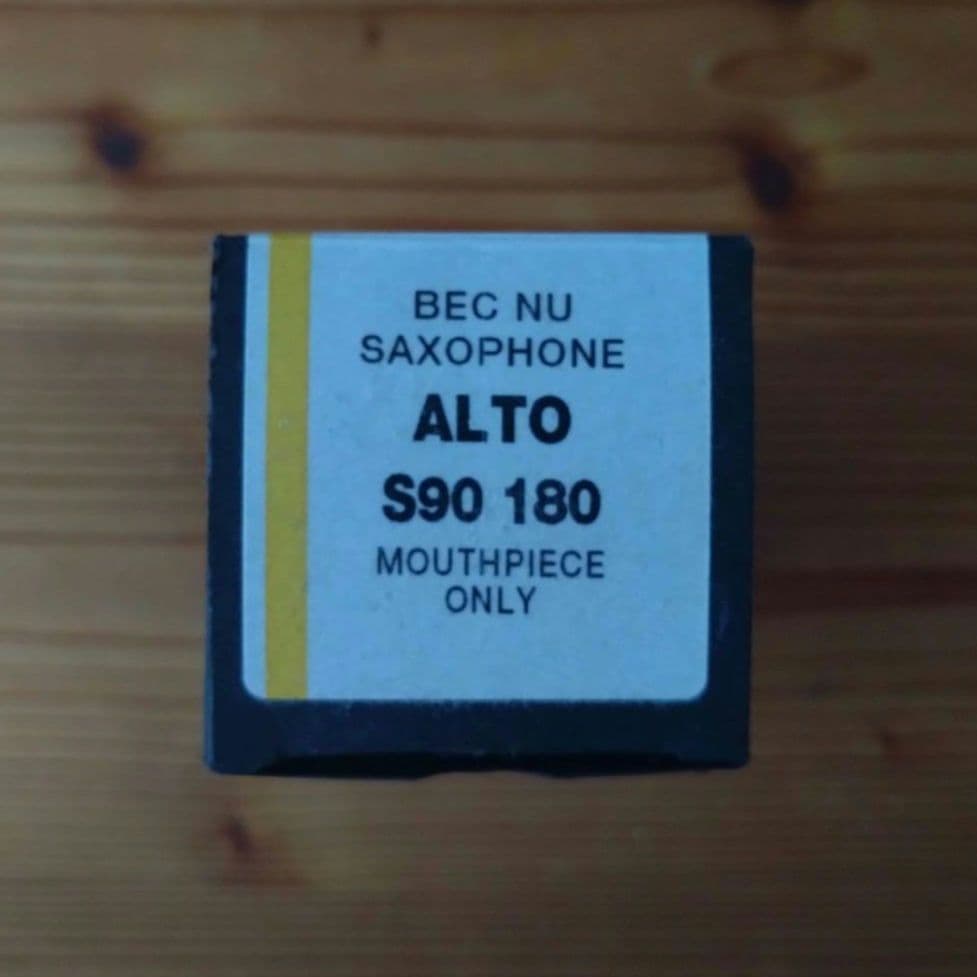 BEC NU
SAXOPHONE
ALTO
S90 180
MOUTHPIECE
ONLY